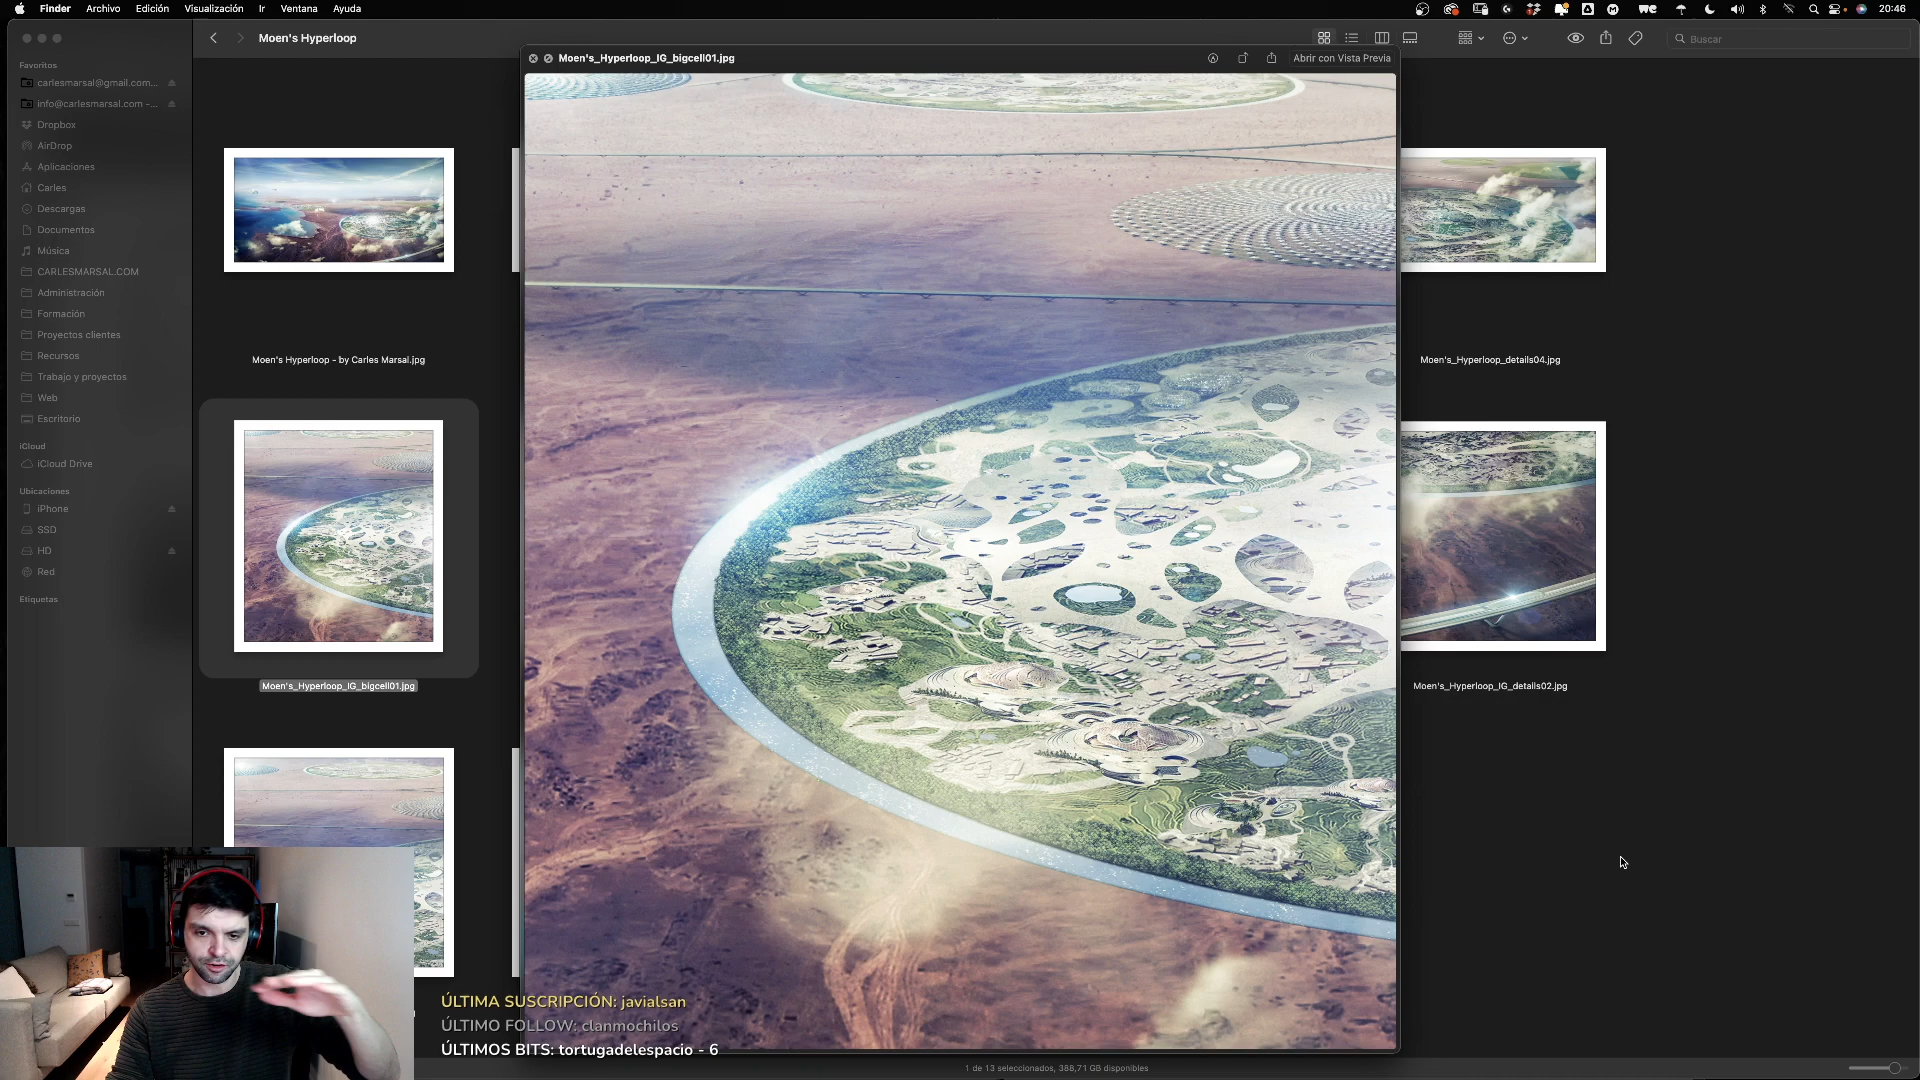 Finder Archivo Edición Visualización Ir Ventana Ayuda
20:46
Moen's Hyperloop
Buscar
Moen's_Hyperloop_IG_bigcell01.jpg
Abrir con Vista Previa
Favoritos
carlesmarsal@gmail.com...
info@carlesmarsal.com -...
Dropbox
AirDrop
Aplicaciones
Carles
Descargas
Documentos
Música
CARLESMARSAL.COM
Administración
Formación
Proyectos clientes
Recursos
Trabajo y proyectos
Web
Escritorio
iCloud
iCloud Drive
Ubicaciones
iPhone
SSD
HD
Red
Etiquetas
Moen's Hyperloop - by Carles Marsal.jpg
Moen's_Hyperloop_details04.jpg
Moen's_Hyperloop_IG_bigcell01.jpg
Moen's_Hyperloop_IG_details02.jpg
ÚLTIMA SUSCRIPCIÓN: javialsan
ÚLTIMO FOLLOW: clanmochilos
ÚLTIMOS BITS: tortugadelespacio - 6
1 de 13 seleccionados, 388,71 GB disponibles